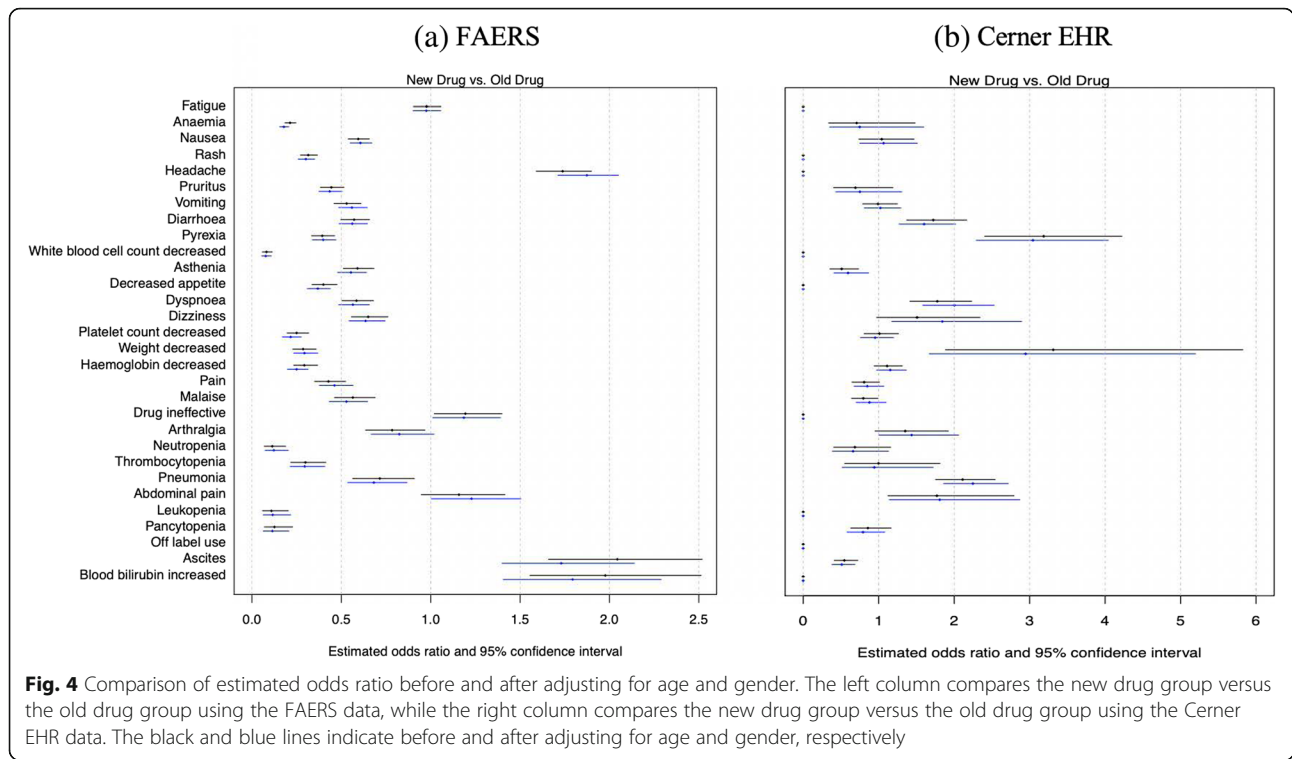 (a) FAERS
(b) Cerner EHR
New Drug vs. Old Drug
New Drug vs. Old Drug
Fatigue
Anaemia
Nausea
Rash
Headache
Pruritus
Vomiting
Diarrhoea
Pyrexia
White blood cell count decreased
Asthenia
Decreased appetite
Dyspnoea
Dizziness
Platelet count decreased
Weight decreased
Haemoglobin decreased
Pain
Malaise
Drug ineffective
Arthralgia
Neutropenia
Thrombocytopenia
Pneumonia
Abdominal pain
Leukopenia
Pancytopenia
Off label use
Ascites
Blood bilirubin increased
0.0 0.5 1.0 1.5 2.0 2.5
0 1 2 3 4 5 6
Estimated odds ratio and 95% confidence interval
Estimated odds ratio and 95% confidence interval
Fig. 4 Comparison of estimated odds ratio before and after adjusting for age and gender. The left column compares the new drug group versus
the old drug group using the FAERS data, while the right column compares the new drug group versus the old drug group using the Cerner
EHR data. The black and blue lines indicate before and after adjusting for age and gender, respectively